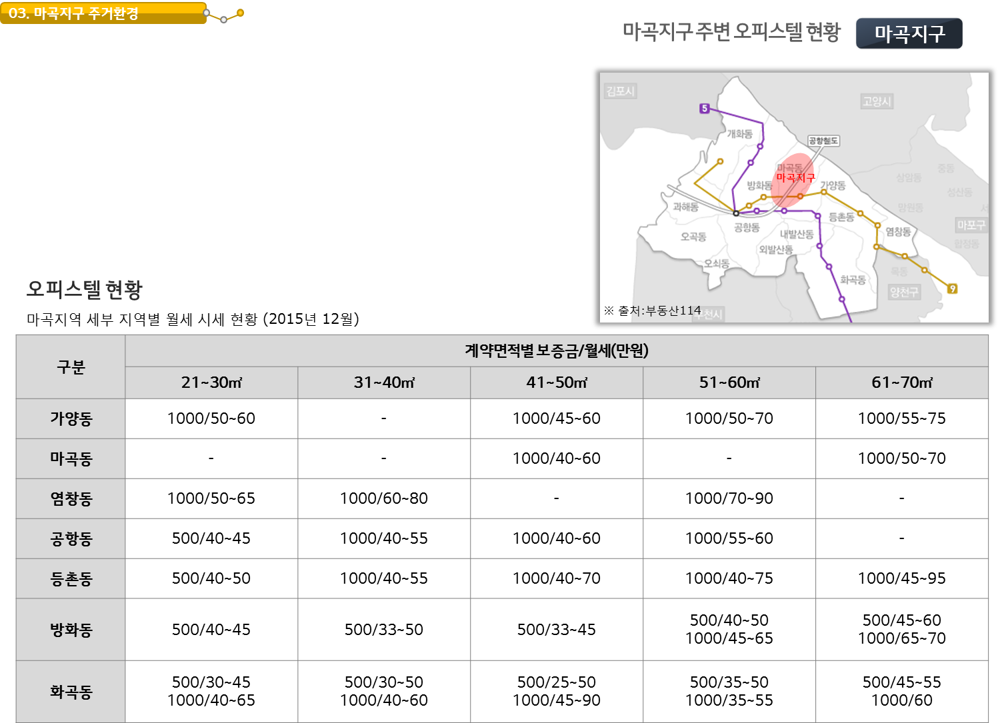 03. 마곡지구 주거환경
마곡지구 주변 오피스텔 현황
마곡지구
김포시
고양시
5
개화동
공항철도
마곡동
마곡지구
방화동
가양동
중동
상암동
성산동
과해동
망원동
서
등촌동
마포구
공항동
염창동
내발산동
오곡동
합정동
외발산동
오쇠동
목동
화곡동
양천구
9
※ 출처:부동산114
부천시
오피스텔 현황
마곡지역 세부 지역별 월세 시세 현황 (2015년 12월)
구분
계약면적별 보증금/월세(만원)
21~30㎡ 31~40㎡ 41~50㎡ 51~60㎡ 61~70㎡
가양동 1000/50~60 - 1000/45~60 1000/50~70 1000/55~75
마곡동 - - 1000/40~60 - 1000/50~70
염창동 1000/50~65 1000/60~80 - 1000/70~90 -
공항동 500/40~45 1000/40~55 1000/40~60 1000/55~60 -
등촌동 500/40~50 1000/40~55 1000/40~70 1000/40~75 1000/45~95
방화동 500/40~45 500/33~50 500/33~45 500/40~50 500/45~60
1000/45~65 1000/65~70
화곡동 500/30~45 500/30~50 500/25~50 500/35~50 500/45~55
1000/40~65 1000/40~60 1000/45~90 1000/35~55 1000/60